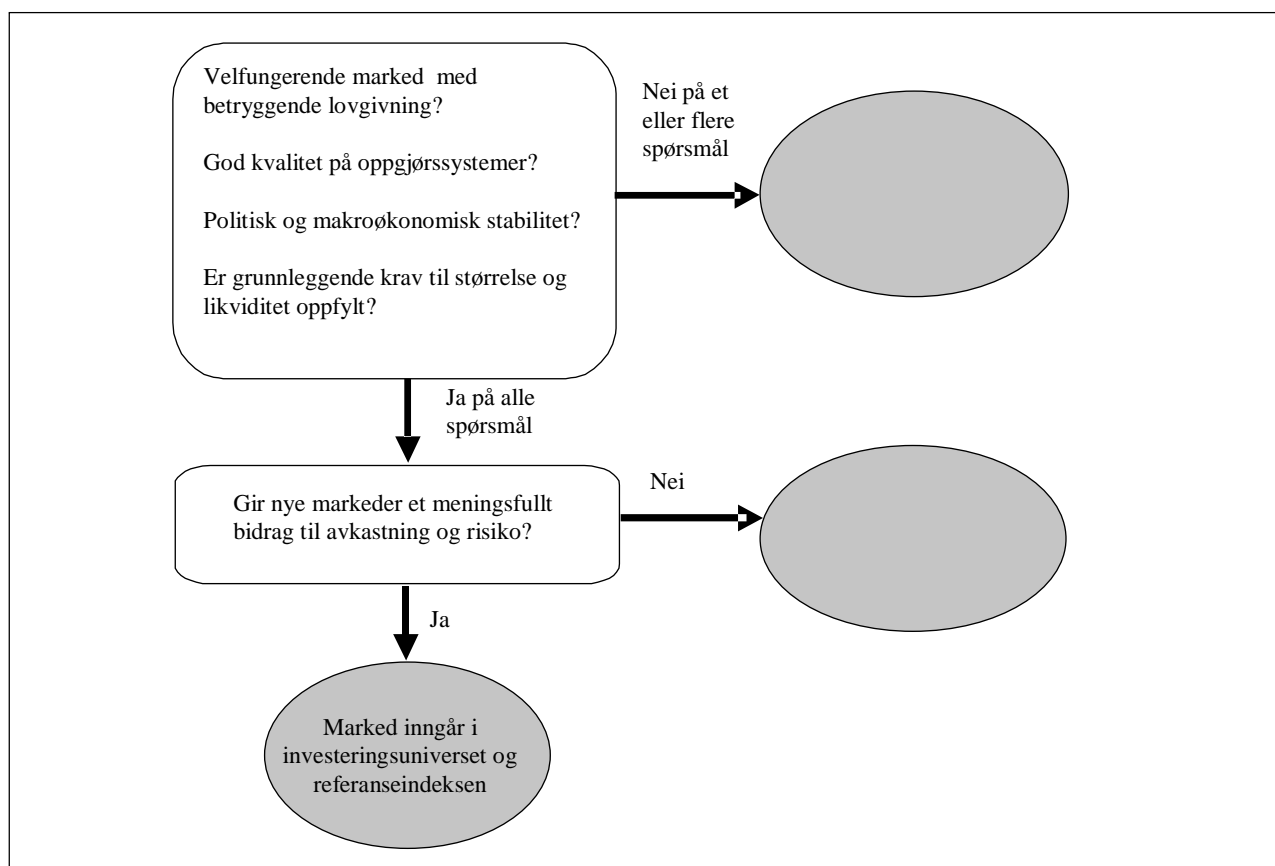 Velfungerende marked med
betryggende lovgivning?
God kvalitet på oppgjørssystemer?
Politisk og makroøkonomisk stabilitet?
Er grunnleggende krav til størrelse og
likviditet oppfylt?
Nei på et
eller flere
spørsmål
Ja på alle
spørsmål
Gir nye markeder et meningsfullt
bidrag til avkastning og risiko?
Nei
Ja
Marked inngår i
investeringsuniverset og
referanseindeksen